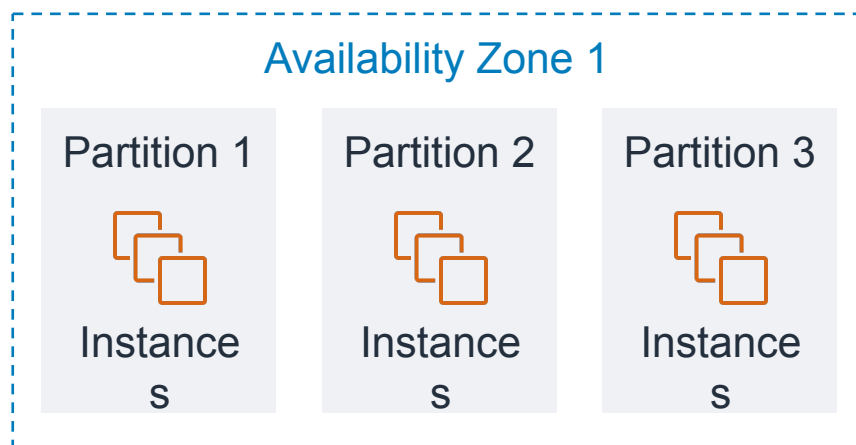 Availability Zone 1
Partition 1
Instance
s
Partition 2
Instance
s
Partition 3
Instance
s